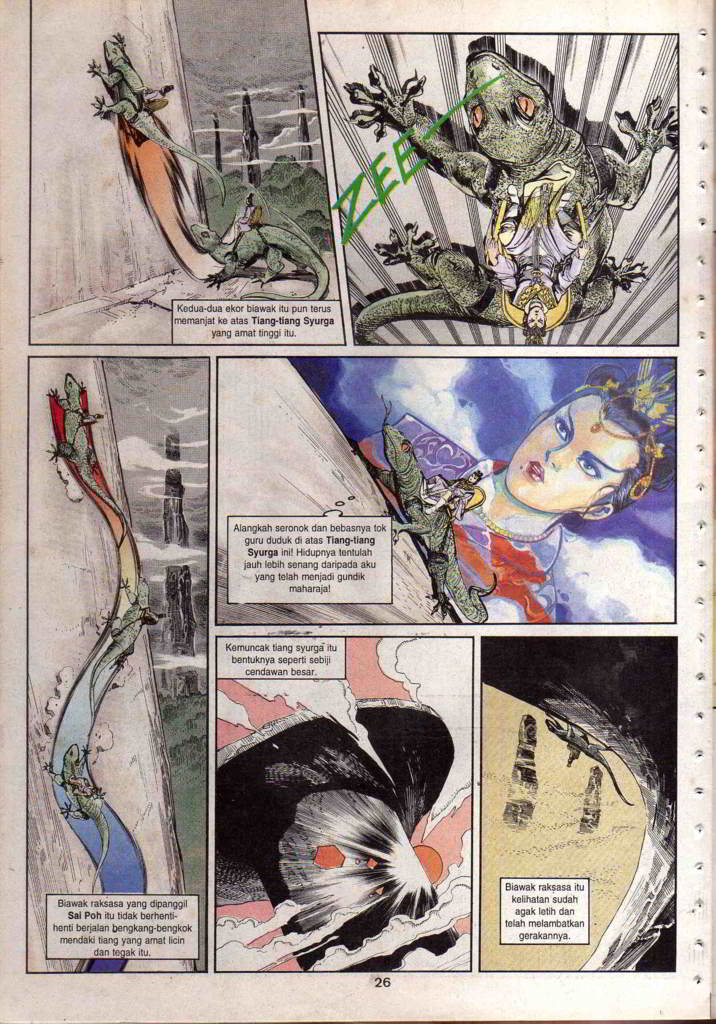 Kedua-dua ekor biawak itu pun terus
memanjat ke atas Tiang-tiang Syurga
yang amat tinggi itu.
ZEE
Biawak raksasa yang dipanggil
Sai Poh itu tidak berhenti-
henti berjalan bengkang-bengkok
mendaki tiang yang amat licin
dan tegak itu.
Alangkah seronok dan bebasnya tok
guru duduk di atas Tiang-tiang
Syurga ini! Hidupnya tentulah
jauh lebih senang daripada aku
yang telah menjadi gundik
maharaja!
Kemuncak tiang syurga itu
bentuknya seperti sebiji
cendawan besar.
Biawak raksasa itu
kelihatan sudah
agak letih dan
telah melambatkan
gerakannya.
26